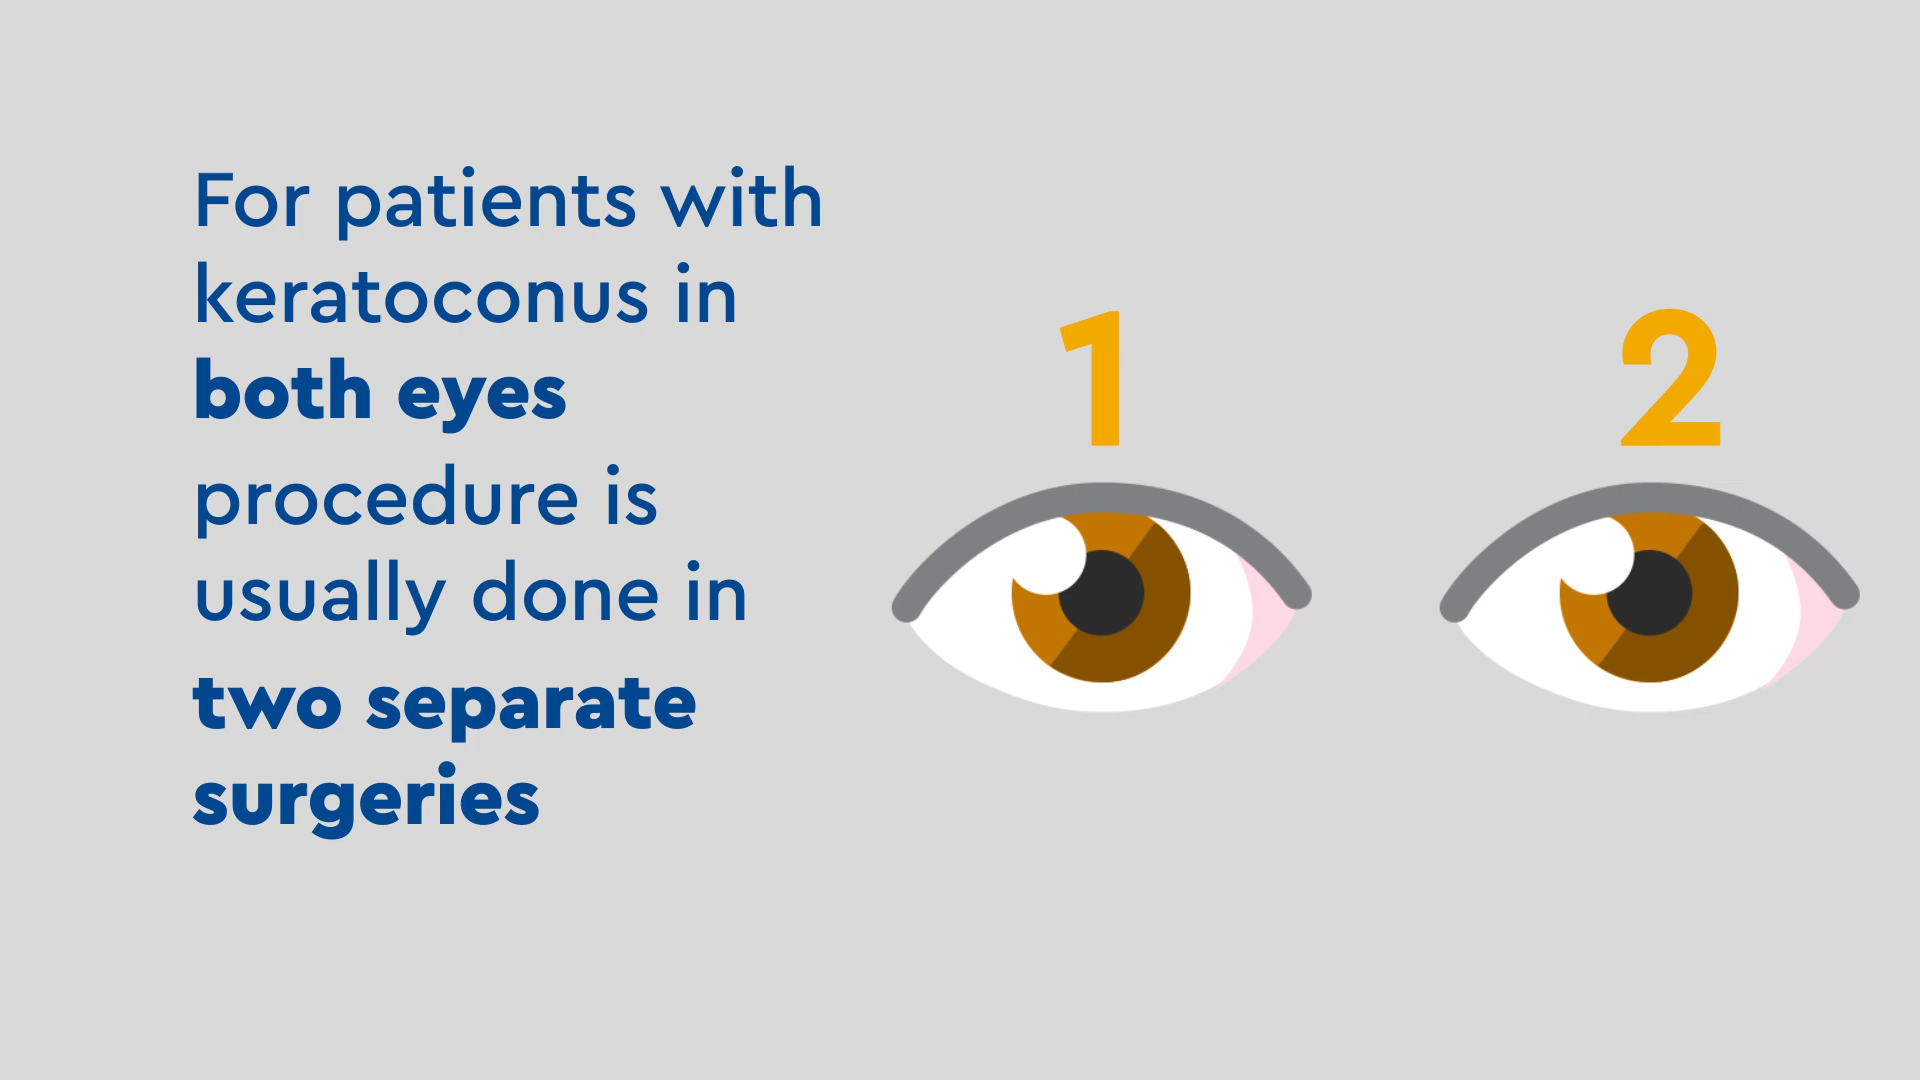 For patients with
keratoconus in
both eyes
procedure is
usually done in
two separate
surgeries
1
2